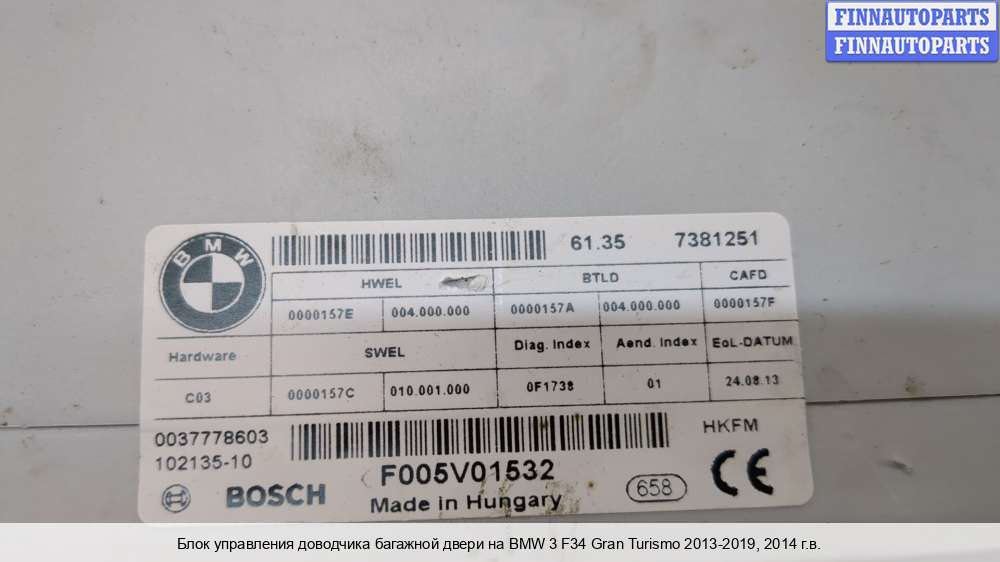 FINNAUTOPARTS
FINNAUTOPARTS
BMW
61.35 7381251
HWEL BTLD CAFD
0000157E 004.000.000 0000157A 004.000.000 0000157F
Hardware SWEL Diag. Index Aend. Index EoL-DATUM
C03 0000157C 010.001.000 0F1738 01 24.08.13
0037778603 HKFM
102135-10 F005V01532
BOSCH Made in Hungary 658 CE
Блок управления доводчика багажной двери на BMW 3 F34 Gran Turismo 2013-2019, 2014 г.в.